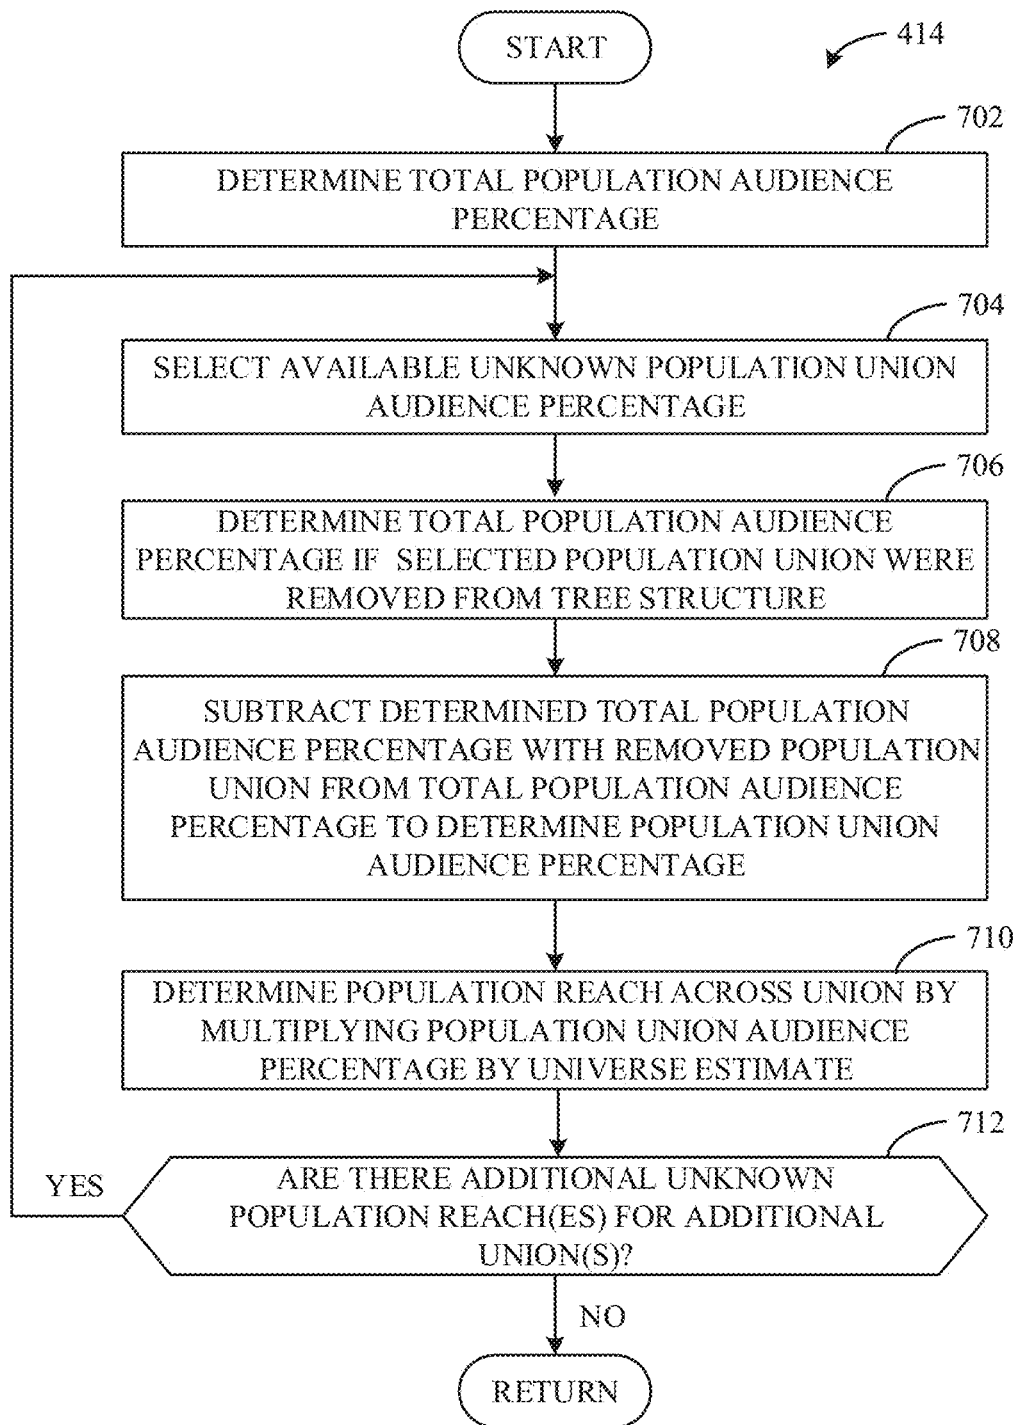 START
414
702
DETERMINE TOTAL POPULATION AUDIENCE
PERCENTAGE
704
SELECT AVAILABLE UNKNOWN POPULATION UNION
AUDIENCE PERCENTAGE
706
DETERMINE TOTAL POPULATION AUDIENCE
PERCENTAGE IF SELECTED POPULATION UNION WERE
REMOVED FROM TREE STRUCTURE
708
SUBTRACT DETERMINED TOTAL POPULATION
AUDIENCE PERCENTAGE WITH REMOVED POPULATION
UNION FROM TOTAL POPULATION AUDIENCE
PERCENTAGE TO DETERMINE POPULATION UNION
AUDIENCE PERCENTAGE
710
DETERMINE POPULATION REACH ACROSS UNION BY
MULTIPLYING POPULATION UNION AUDIENCE
PERCENTAGE BY UNIVERSE ESTIMATE
712
YES
ARE THERE ADDITIONAL UNKNOWN
POPULATION REACH(ES) FOR ADDITIONAL
UNION(S)?
NO
RETURN